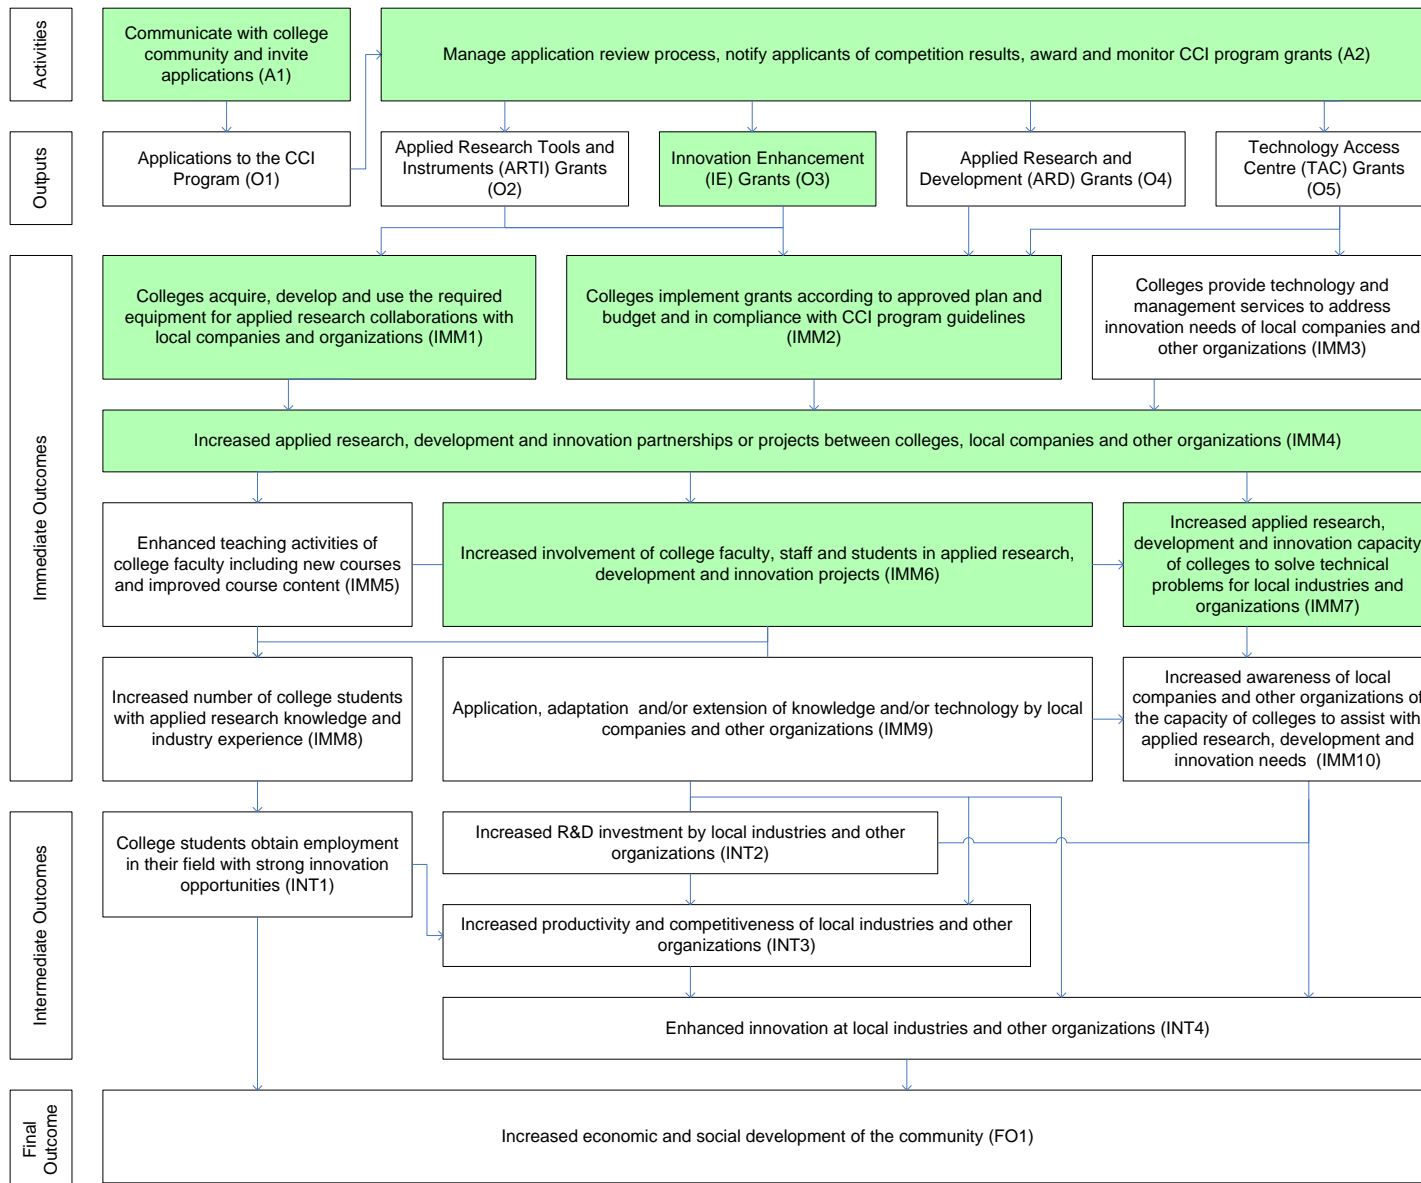 Activities
Communicate with college
community and invite
applications (A1)
Manage application review process, notify applicants of competition results, award and monitor CCI program grants (A2)
Outputs
Applications to the CCI
Program (O1)
Applied Research Tools and
Instruments (ARTI) Grants
(O2)
Innovation Enhancement
(IE) Grants (O3)
Applied Research and
Development (ARD) Grants (O4)
Technology Access
Centre (TAC) Grants
(O5)
Immediate Outcomes
Colleges acquire, develop and use the required
equipment for applied research collaborations with
local companies and organizations (IMM1)
Colleges implement grants according to approved plan and
budget and in compliance with CCI program guidelines
(IMM2)
Colleges provide technology and
management services to address
innovation needs of local companies and
other organizations (IMM3)
Increased applied research, development and innovation partnerships or projects between colleges, local companies and other organizations (IMM4)
Enhanced teaching activities of
college faculty including new courses
and improved course content (IMM5)
Increased involvement of college faculty, staff and students in applied research,
development and innovation projects (IMM6)
Increased applied research,
development and innovation capacity
of colleges to solve technical
problems for local industries and
organizations (IMM7)
Increased number of college students
with applied research knowledge and
industry experience (IMM8)
Application, adaptation and/or extension of knowledge and/or technology by local
companies and other organizations (IMM9)
Increased awareness of local
companies and other organizations of
the capacity of colleges to assist with
applied research, development and
innovation needs (IMM10)
Intermediate Outcomes
College students obtain employment
in their field with strong innovation
opportunities (INT1)
Increased R&D investment by local industries and other
organizations (INT2)
Increased productivity and competitiveness of local industries and other
organizations (INT3)
Enhanced innovation at local industries and other organizations (INT4)
Final
Outcome
Increased economic and social development of the community (FO1)